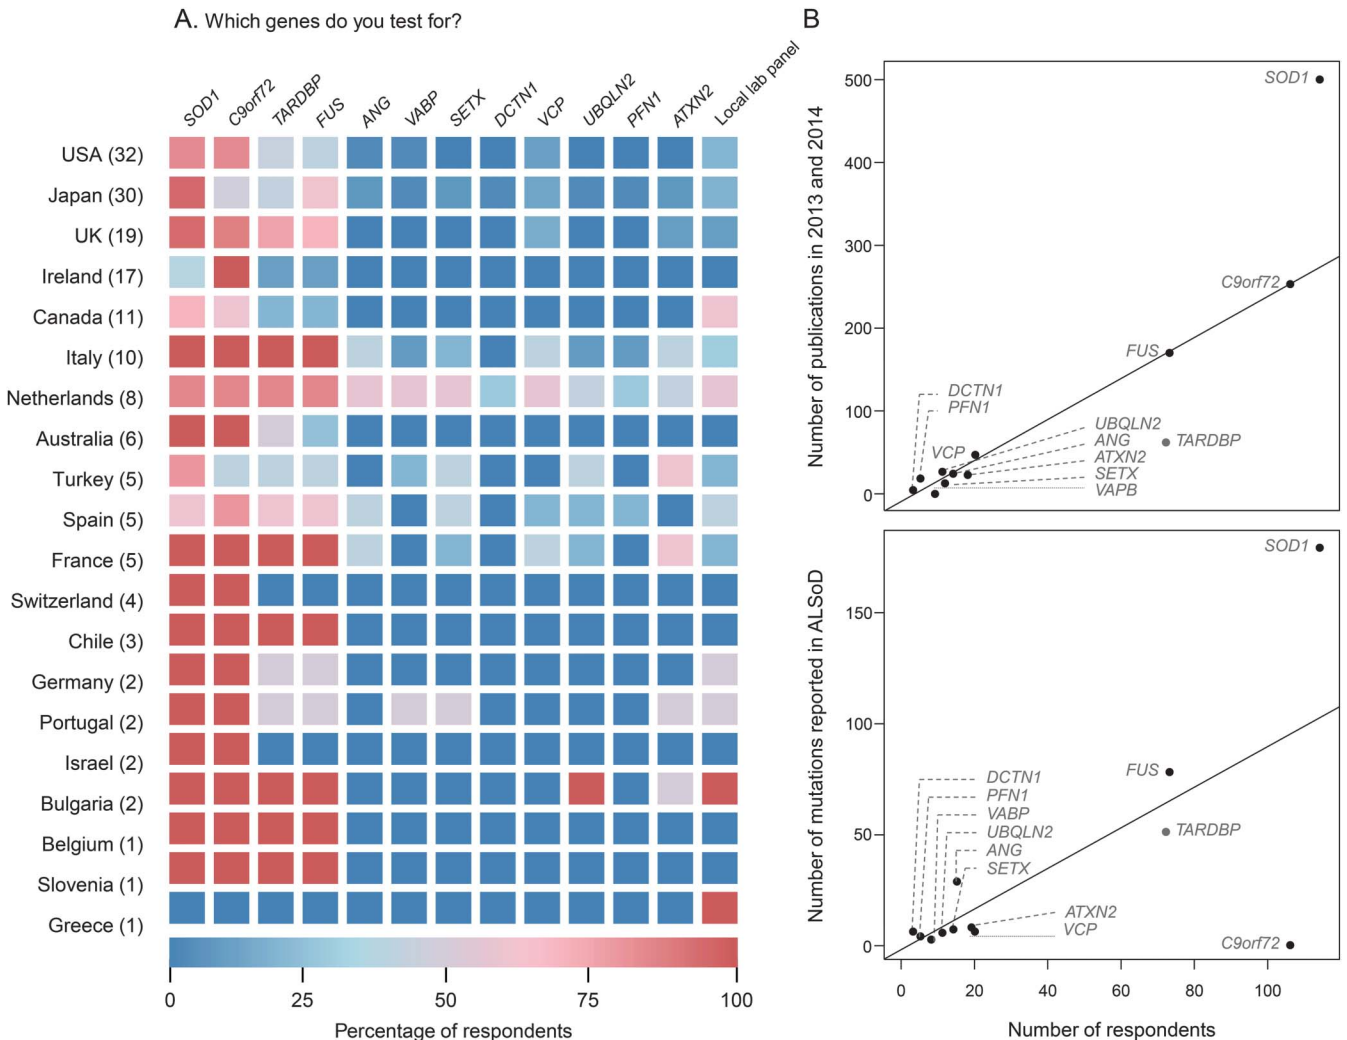 A. Which genes do you test for?
SOD1 C9orf72 TARDBP FUS ANG VABP SETX DCTN1 VCP UBQLN2 PFN1 ATXN2 Local lab panel
USA (32)
Japan (30)
UK (19)
Ireland (17)
Canada (11)
Italy (10)
Netherlands (8)
Australia (6)
Turkey (5)
Spain (5)
France (5)
Switzerland (4)
Chile (3)
Germany (2)
Portugal (2)
Israel (2)
Bulgaria (2)
Belgium (1)
Slovenia (1)
Greece (1)
0 25 50 75 100
Percentage of respondents
B
Number of publications in 2013 and 2014
500
400
300
200
100
0
SOD1
C9orf72
FUS
DCTN1
PFN1
UBQLN2
VCP
ANG
TARDBP
ATXN2
SETX
VAPB
Number of mutations reported in ALSoD
150
100
50
0
SOD1
FUS
DCTN1
PFN1
VABP
UBQLN2
ANG
SETX
TARDBP
ATXN2
VCP
C9orf72
0 20 40 60 80 100
Number of respondents